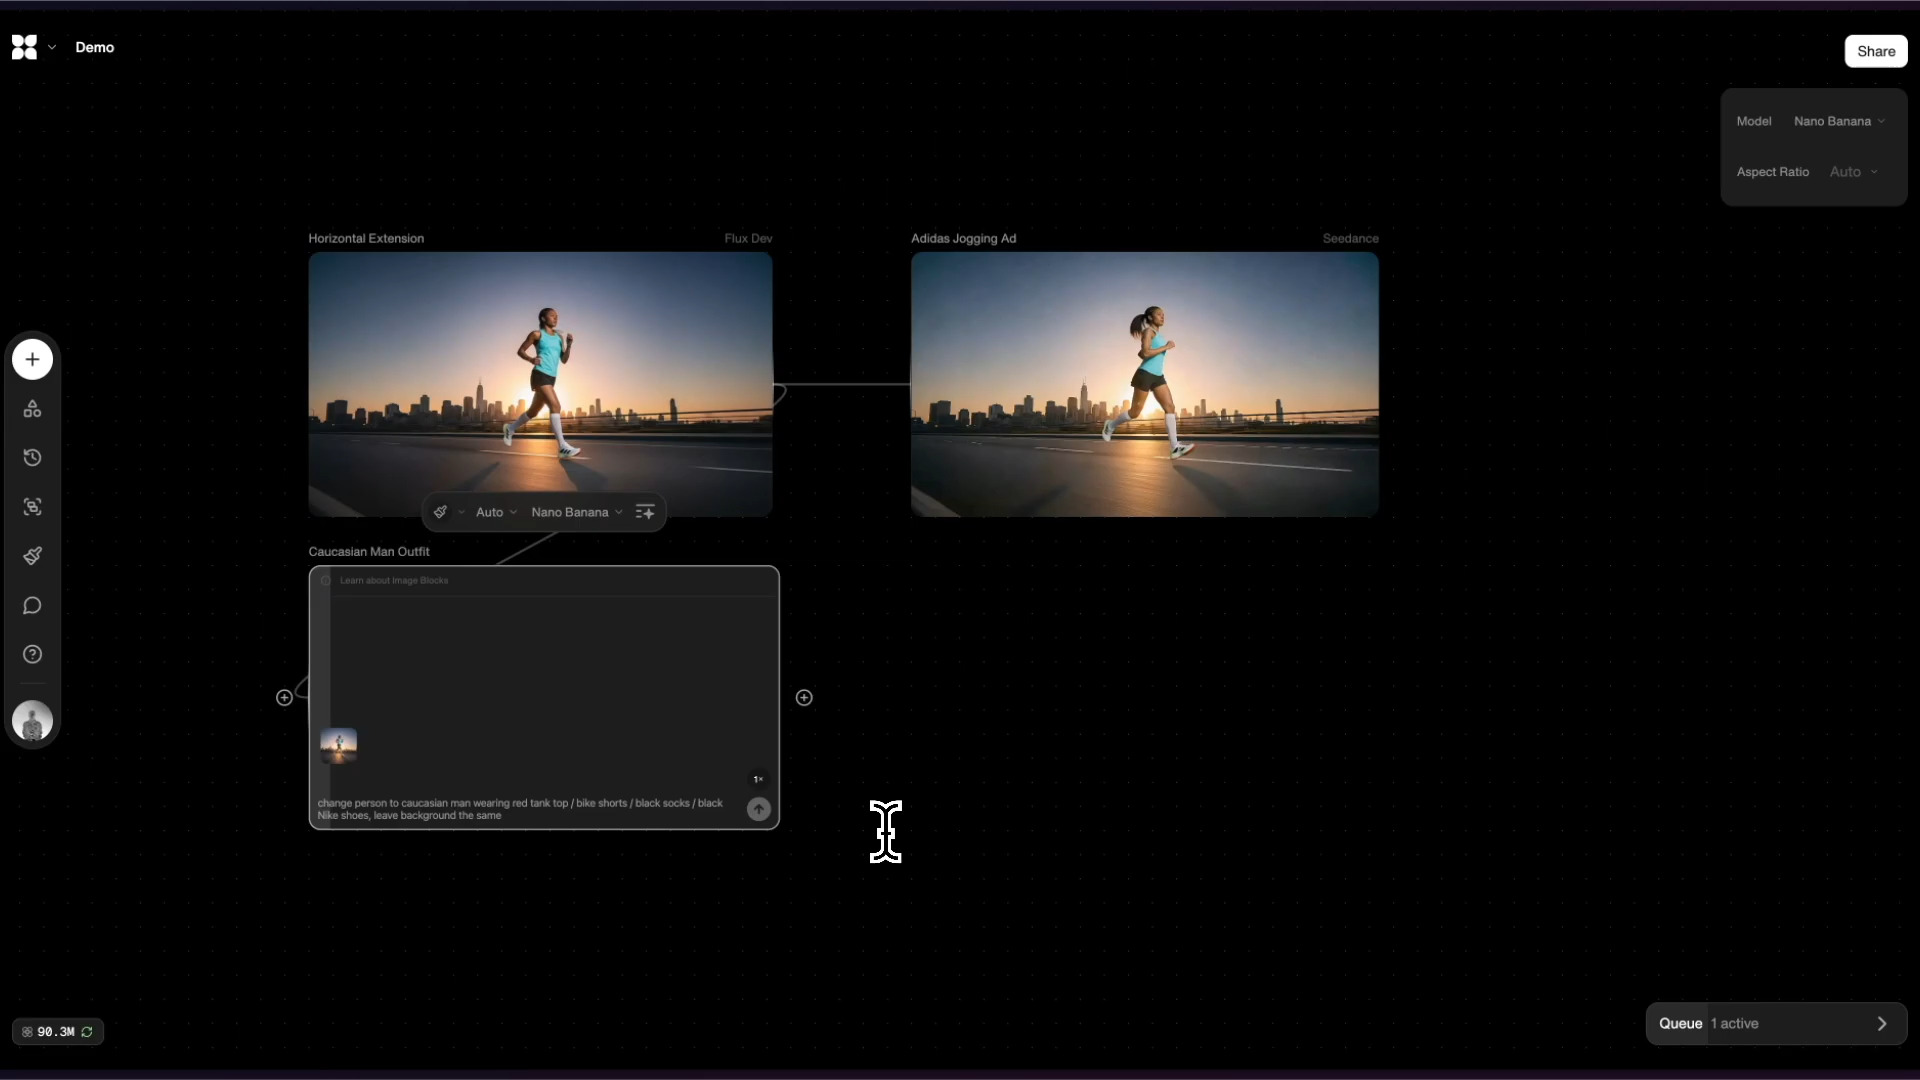 Demo
Share
Model Nano Banana
Aspect Ratio Auto
Horizontal Extension Flux Dev
Adidas Jogging Ad Seedance
Auto Nano Banana
Caucasian Man Outfit
Learn about Image Blocks
1×
change person to caucasian man wearing red tank top / bike shorts / black socks / black
Nike shoes, leave background the same
90.3M
Queue 1 active